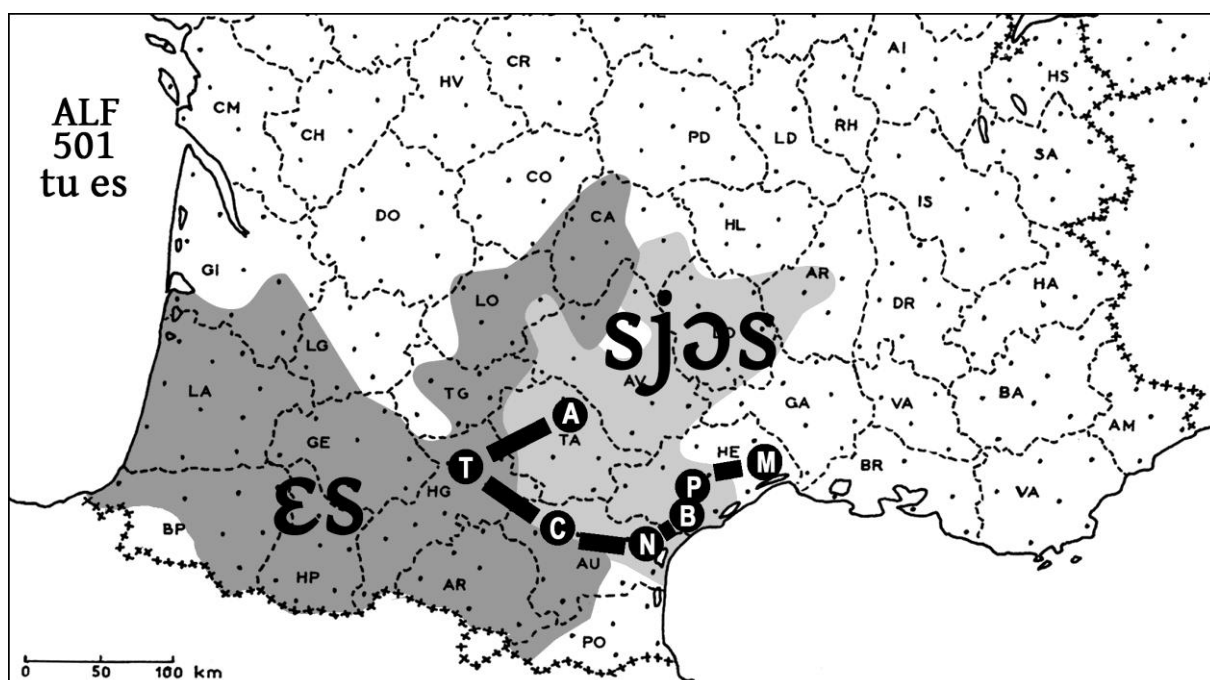 ALF
501
tu es
CR
AI
HV
HS
CM
CH
PD
LD
RH
SA
CO
IS
DO
CA
HL
GI
AR
HA
LO
DR
sjɔs
LG
LA
AV
TG
GA
VA
BA
AM
A
TA
GE
HE
M
BR
T
HG
P
VA
ɛs
B
C
BP
N
AU
HP
AR
PO
0 50 100 km